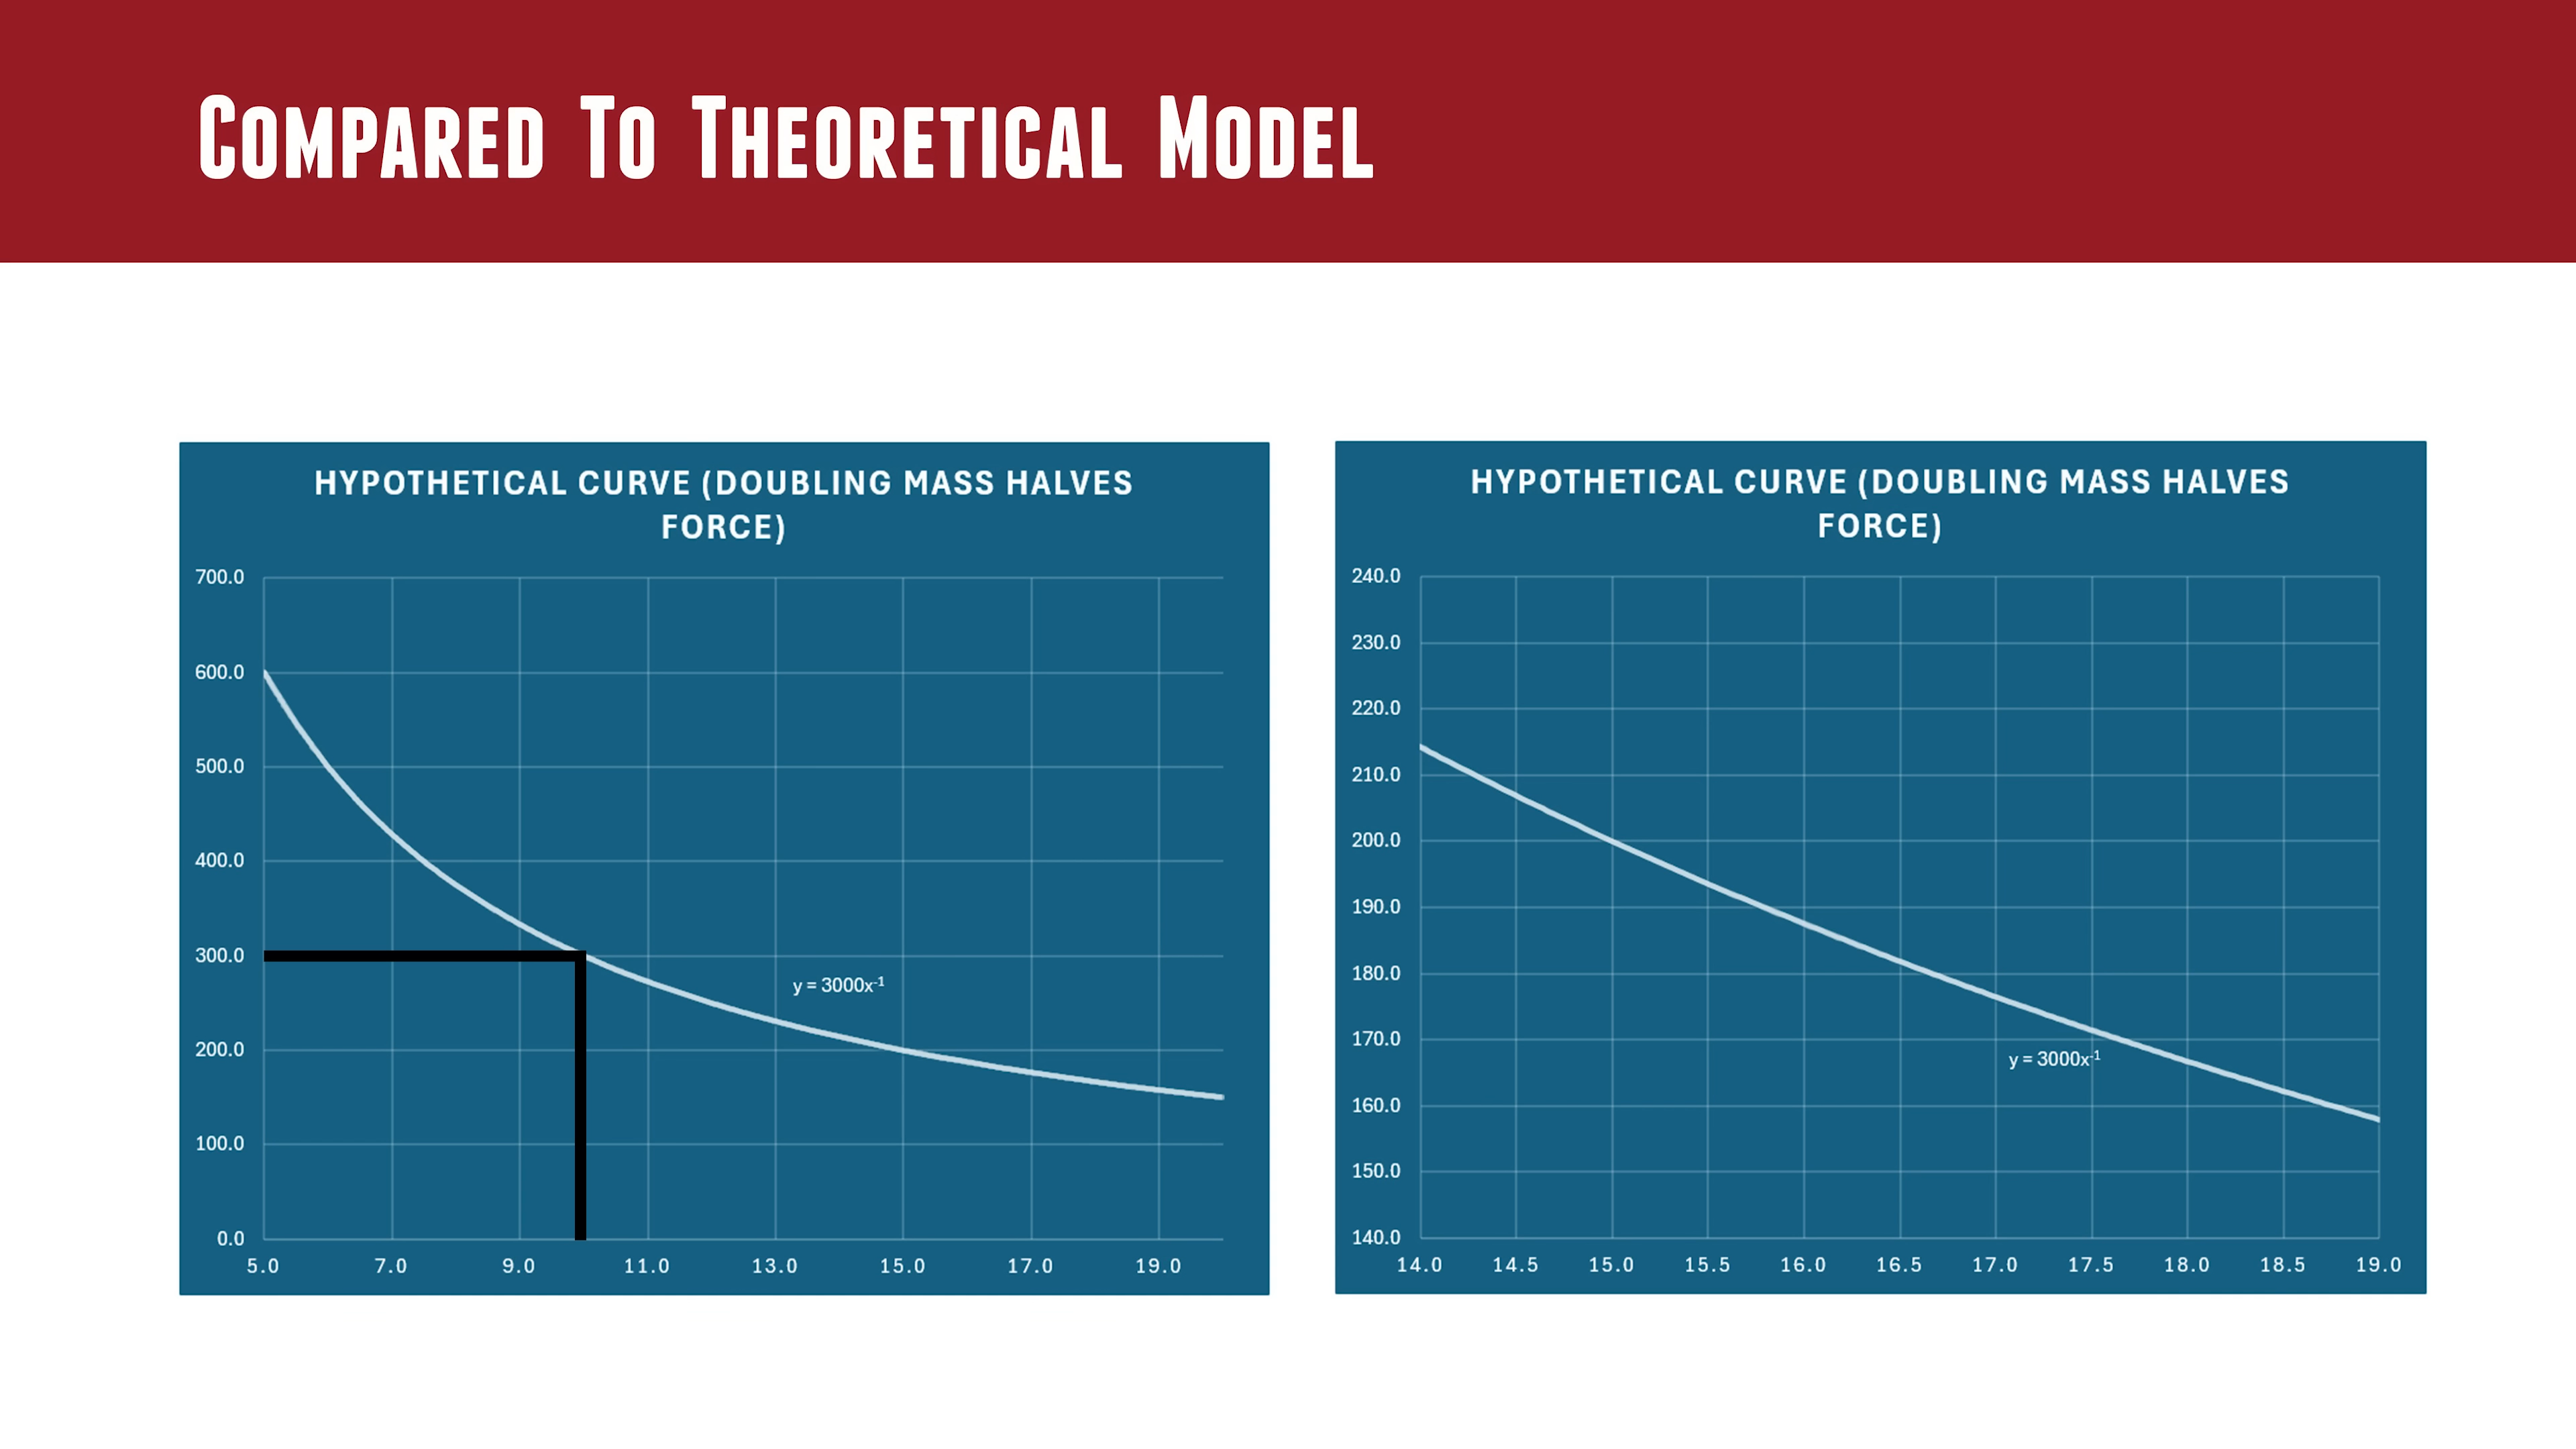 Compared To Theoretical Model
HYPOTHETICAL CURVE (DOUBLING MASS HALVES
FORCE)
700.0
600.0
500.0
400.0
300.0
200.0
100.0
0.0
5.0 7.0 9.0 11.0 13.0 15.0 17.0 19.0
y = 3000x⁻¹
HYPOTHETICAL CURVE (DOUBLING MASS HALVES
FORCE)
240.0
230.0
220.0
210.0
200.0
190.0
180.0
170.0
160.0
150.0
140.0
14.0 14.5 15.0 15.5 16.0 16.5 17.0 17.5 18.0 18.5 19.0
y = 3000x⁻¹